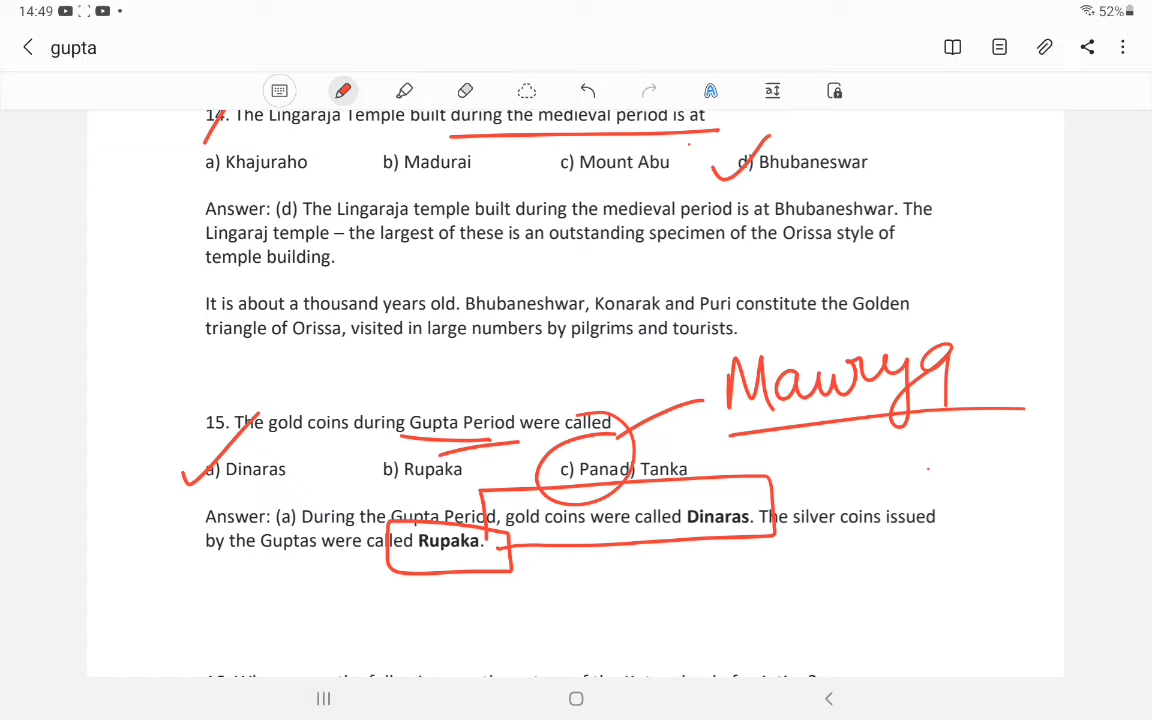 14:49
52%
gupta
14. The Lingaraja Temple built during the medieval period is at
a) Khajuraho b) Madurai c) Mount Abu d) Bhubaneswar
Answer: (d) The Lingaraja temple built during the medieval period is at Bhubaneshwar. The
Lingaraj temple – the largest of these is an outstanding specimen of the Orissa style of
temple building.
It is about a thousand years old. Bhubaneshwar, Konarak and Puri constitute the Golden
triangle of Orissa, visited in large numbers by pilgrims and tourists.
Maurya
15. The gold coins during Gupta Period were called
a) Dinaras b) Rupaka c) Panad) Tanka
Answer: (a) During the Gupta Period, gold coins were called Dinaras. The silver coins issued
by the Guptas were called Rupaka.